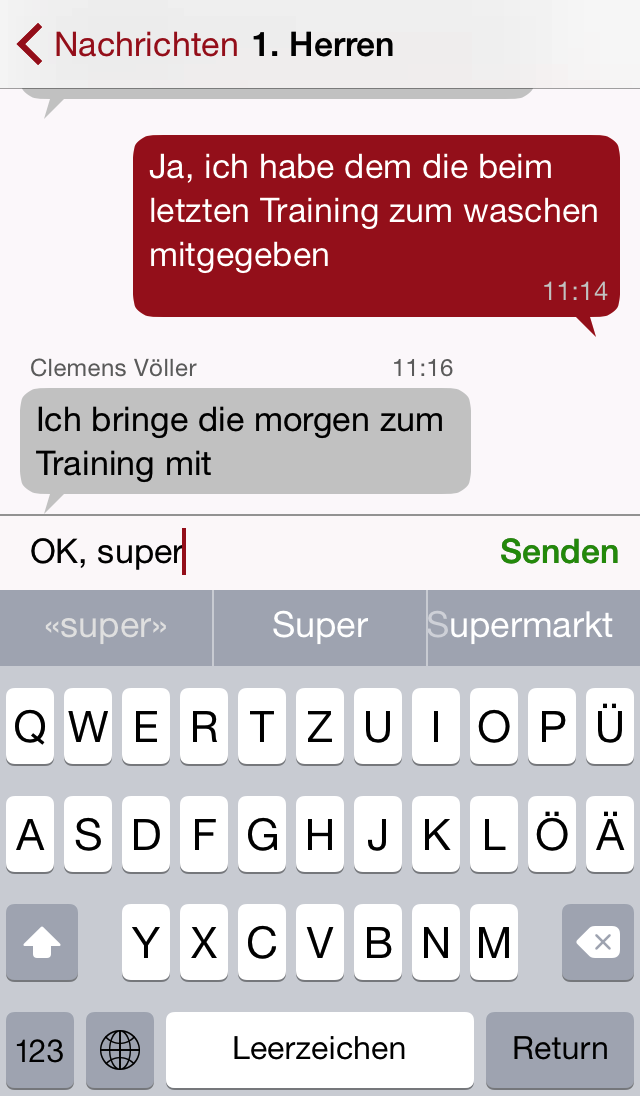 Nachrichten 1. Herren
Ja, ich habe dem die beim
letzten Training zum waschen
mitgegeben
11:14
Clemens Völler 11:16
Ich bringe die morgen zum
Training mit
OK, super Senden
«super» Super Supermarkt
Q W E R T Z U I O P Ü
A S D F G H J K L Ö Ä
Y X C V B N M
123 Leerzeichen Return